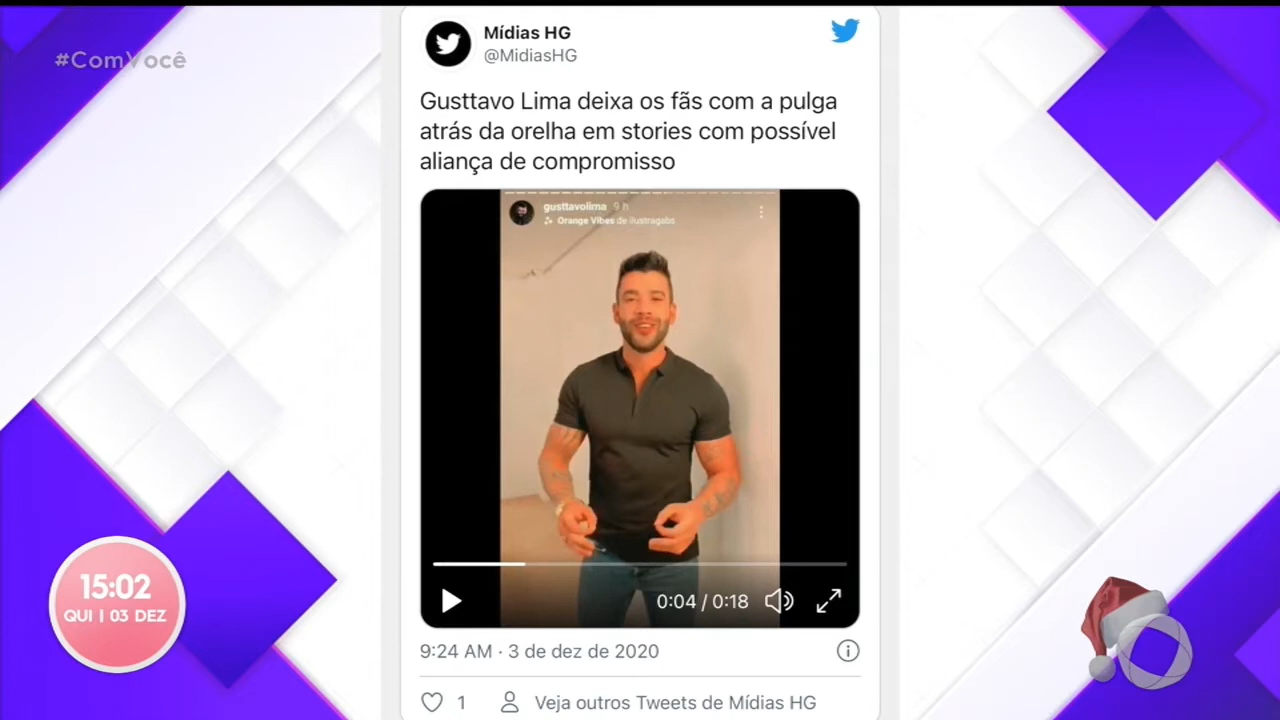 #ComVocê
Mídias HG
@MidiasHG
Gusttavo Lima deixa os fãs com a pulga
atrás da orelha em stories com possível
aliança de compromisso
gusttavolima 9 h
Orange Vibes de ilustragabs
0:04 / 0:18
15:02
QUI | 03 DEZ
9:24 AM · 3 de dez de 2020
1
Veja outros Tweets de Mídias HG